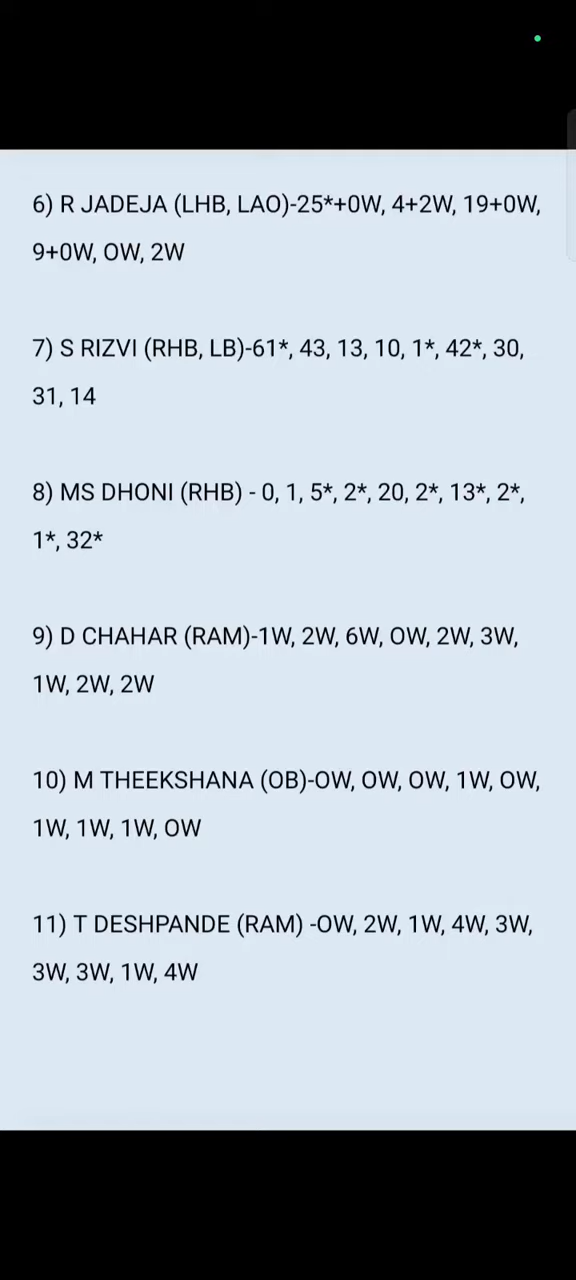 6) R JADEJA (LHB, LAO)-25*+0W, 4+2W, 19+0W,
9+0W, OW, 2W
7) S RIZVI (RHB, LB)-61*, 43, 13, 10, 1*, 42*, 30,
31, 14
8) MS DHONI (RHB) - 0, 1, 5*, 2*, 20, 2*, 13*, 2*,
1*, 32*
9) D CHAHAR (RAM)-1W, 2W, 6W, OW, 2W, 3W,
1W, 2W, 2W
10) M THEEKSHANA (OB)-OW, OW, OW, 1W, OW,
1W, 1W, 1W, OW
11) T DESHPANDE (RAM) -OW, 2W, 1W, 4W, 3W,
3W, 3W, 1W, 4W